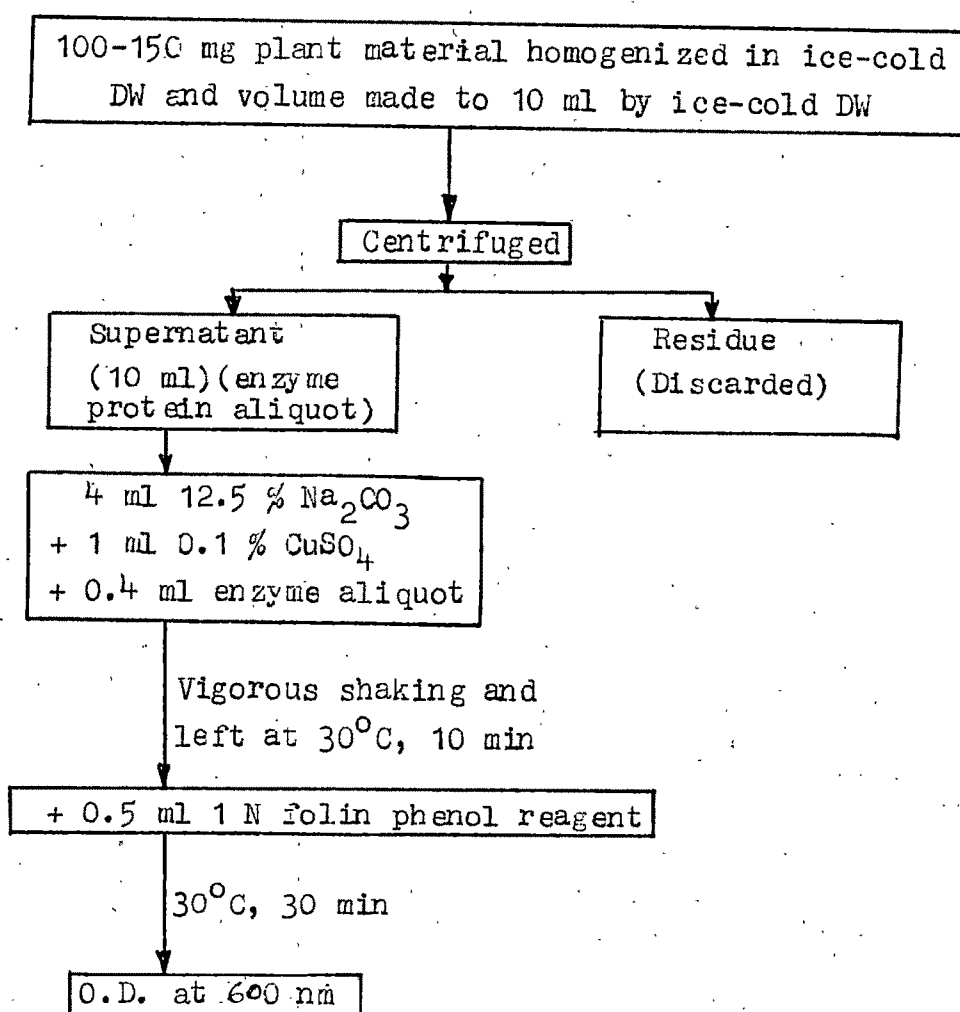 100-150 mg plant material homogenized in ice-cold
DW and volume made to 10 ml by ice-cold DW
Centrifuged
Supernatant
(10 ml)(enzyme
protein aliquot)
Residue
(Discarded)
4 ml 12.5 % Na₂CO₃
+ 1 ml 0.1 % CuSO₄
+ 0.4 ml enzyme aliquot
Vigorous shaking and
left at 30°C, 10 min
+ 0.5 ml 1 N folin phenol reagent
30°C, 30 min
O.D. at 600 nm